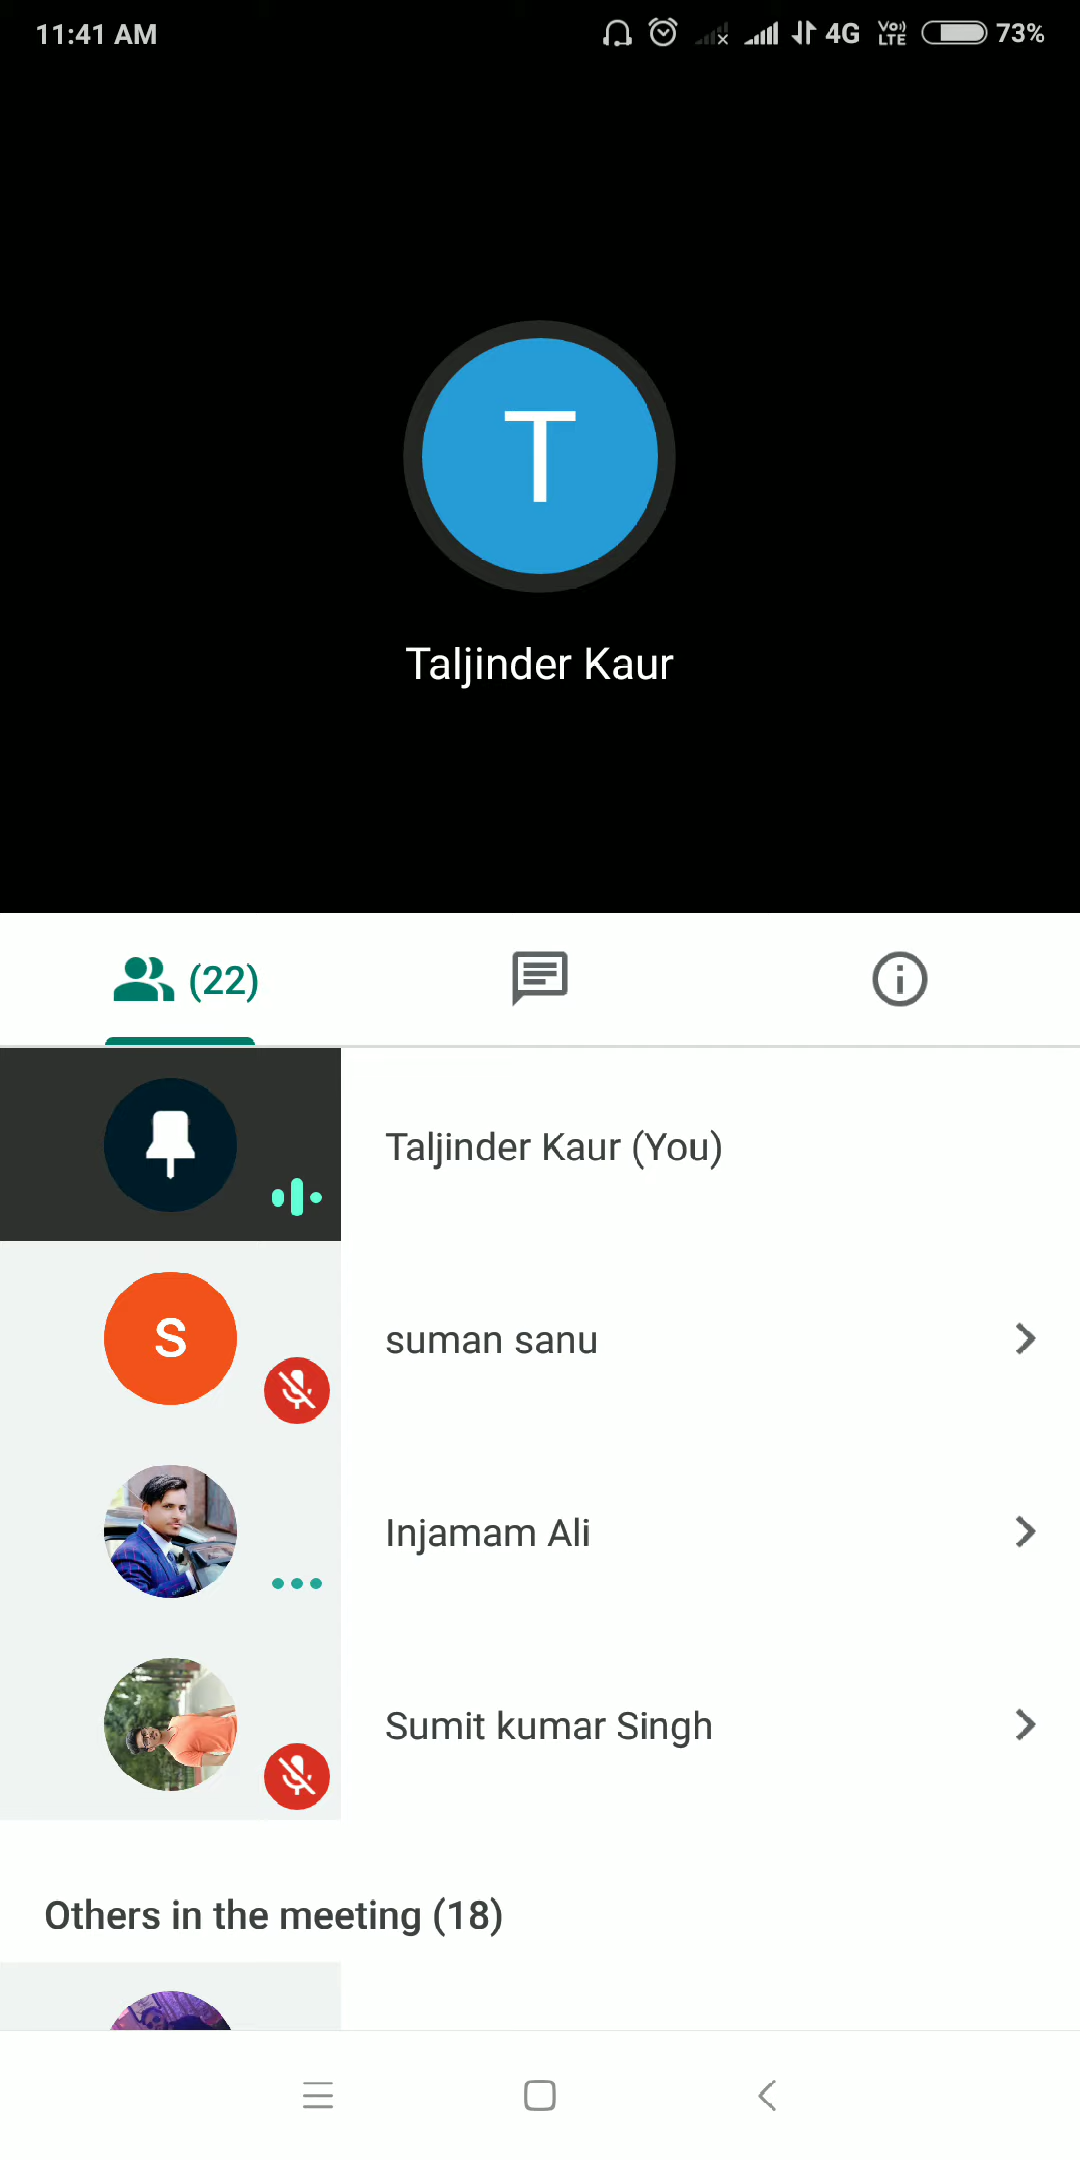 11:41 AM 4G VoLTE 73%
T
Taljinder Kaur
(22)
Taljinder Kaur (You)
S
suman sanu
Injamam Ali
Sumit kumar Singh
Others in the meeting (18)